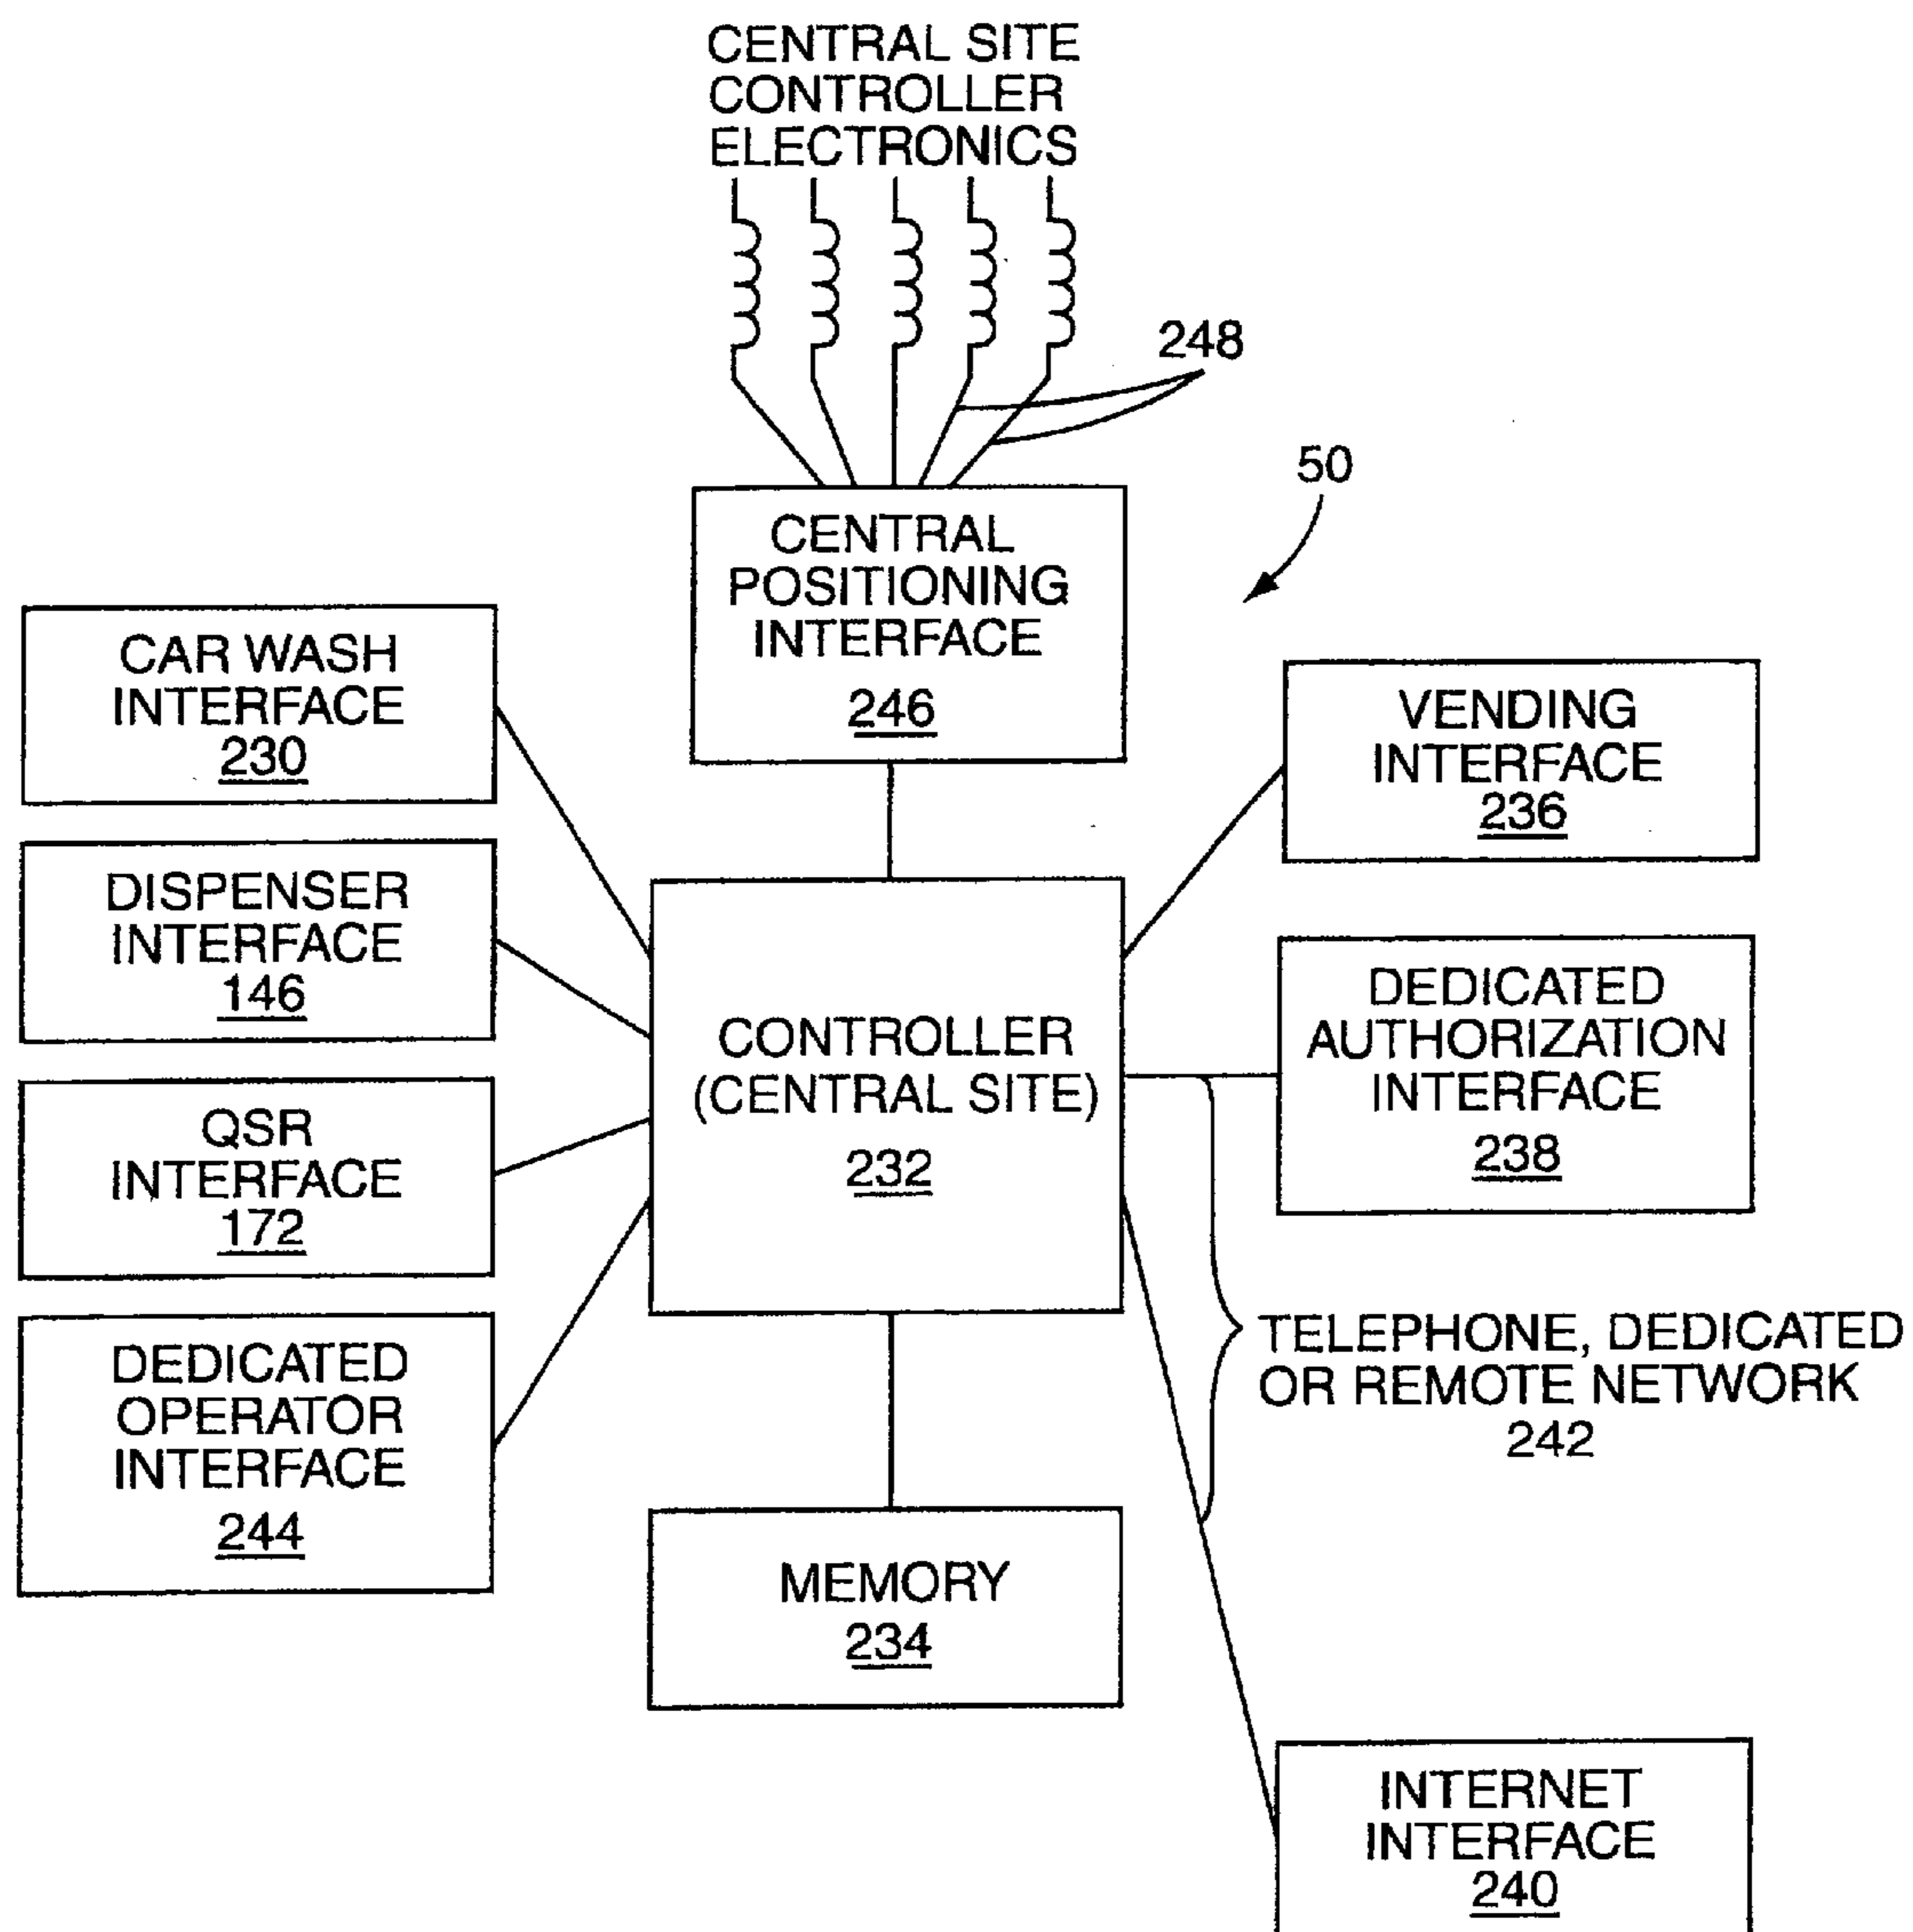 CENTRAL SITE
CONTROLLER
ELECTRONICS
248
50
CENTRAL
POSITIONING
INTERFACE
246
CAR WASH
INTERFACE
230
VENDING
INTERFACE
236
DISPENSER
INTERFACE
146
DEDICATED
AUTHORIZATION
INTERFACE
238
CONTROLLER
(CENTRAL SITE)
232
QSR
INTERFACE
172
TELEPHONE, DEDICATED
OR REMOTE NETWORK
242
DEDICATED
OPERATOR
INTERFACE
244
MEMORY
234
INTERNET
INTERFACE
240